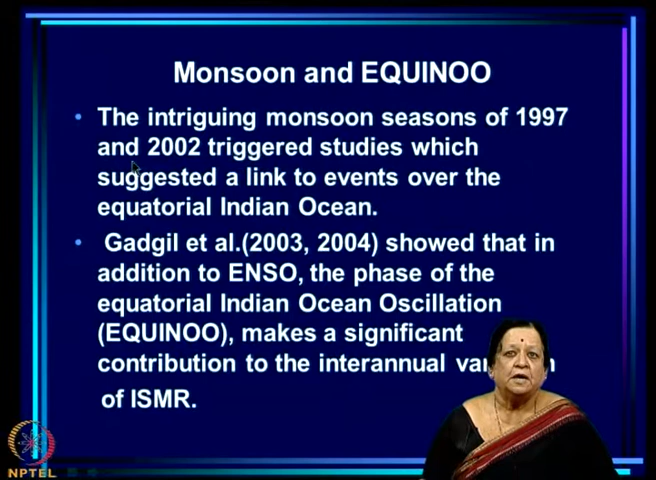 Monsoon and EQUINOO
• The intriguing monsoon seasons of 1997
and 2002 triggered studies which
suggested a link to events over the
equatorial Indian Ocean.
• Gadgil et al.(2003, 2004) showed that in
addition to ENSO, the phase of the
equatorial Indian Ocean Oscillation
(EQUINOO), makes a significant
contribution to the interannual
of ISMR.
NPTEL